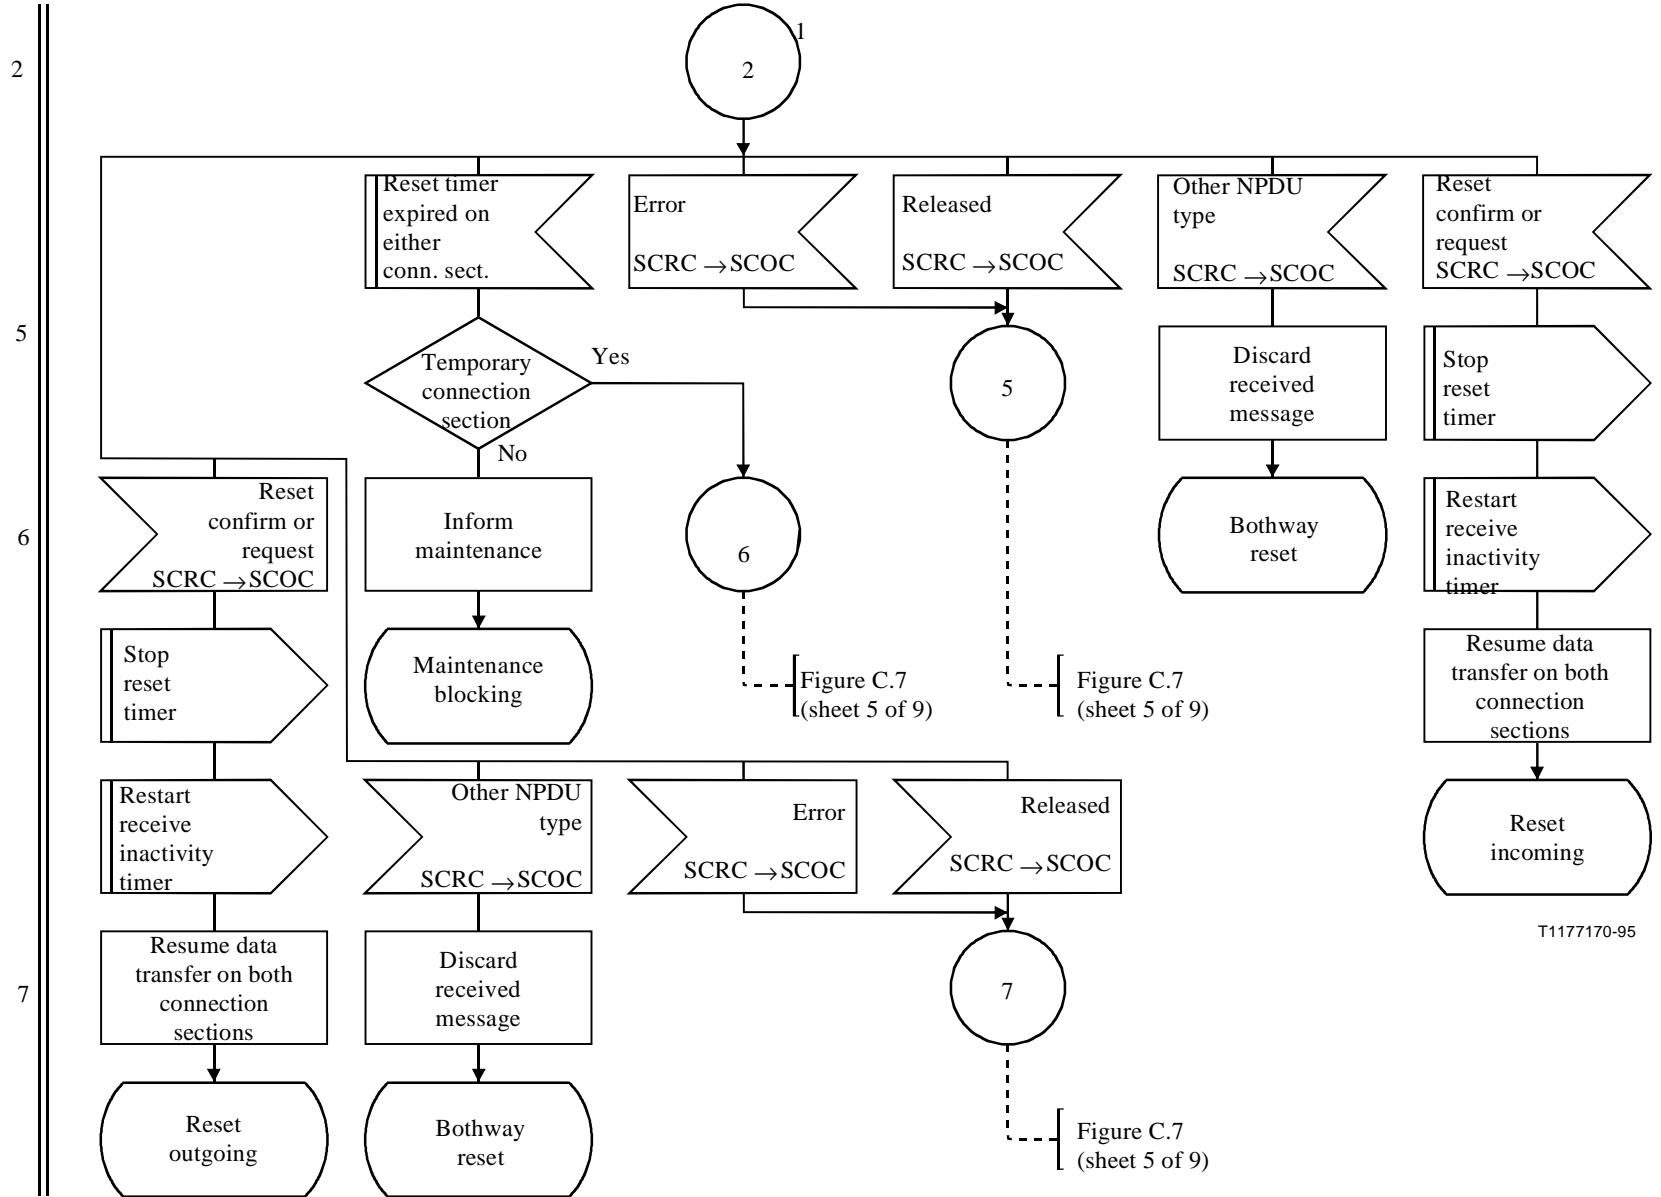 1
2
2
Reset timer
expired on
either
conn. sect.
Error
SCRC →SCOC
Released
SCRC →SCOC
Other NPDU
type
SCRC →SCOC
Reset
confirm or
request
SCRC →SCOC
5
Temporary
connection
section
Yes
No
5
Discard
received
message
Stop
reset
timer
6
Reset
confirm or
request
SCRC →SCOC
Inform
maintenance
6
Bothway
reset
Restart
receive
inactivity
timer
Stop
reset
timer
Maintenance
blocking
Figure C.7
(sheet 5 of 9)
Figure C.7
(sheet 5 of 9)
Resume data
transfer on both
connection
sections
Restart
receive
inactivity
timer
Other NPDU
type
SCRC →SCOC
Error
SCRC →SCOC
Released
SCRC →SCOC
Reset
incoming
T1177170-95
7
Resume data
transfer on both
connection
sections
Discard
received
message
7
Reset
outgoing
Bothway
reset
Figure C.7
(sheet 5 of 9)